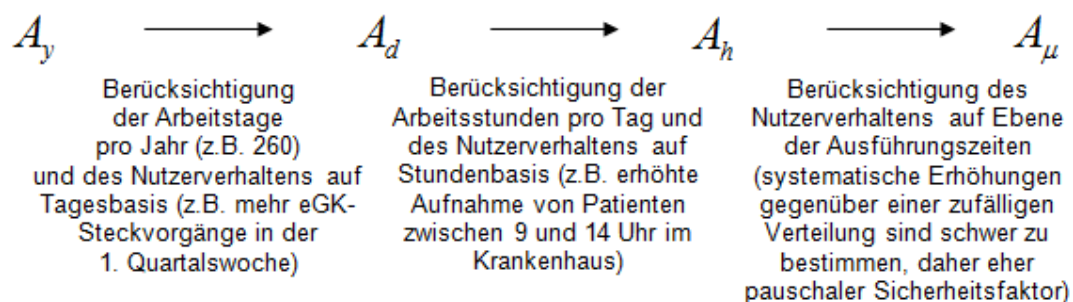 A_y → A_d → A_h → A_μ
Berücksichtigung
der Arbeitstage
pro Jahr (z.B. 260)
und des Nutzerverhaltens auf
Tagesbasis (z.B. mehr eGK-
Steckvorgänge in der
1. Quartalswoche)
Berücksichtigung der
Arbeitsstunden pro Tag und
des Nutzerverhaltens auf
Stundenbasis (z.B. erhöhte
Aufnahme von Patienten
zwischen 9 und 14 Uhr im
Krankenhaus)
Berücksichtigung des
Nutzerverhaltens auf Ebene
der Ausführungszeiten
(systematische Erhöhungen
gegenüber einer zufälligen
Verteilung sind schwer zu
bestimmen, daher eher
pauschaler Sicherheitsfaktor)